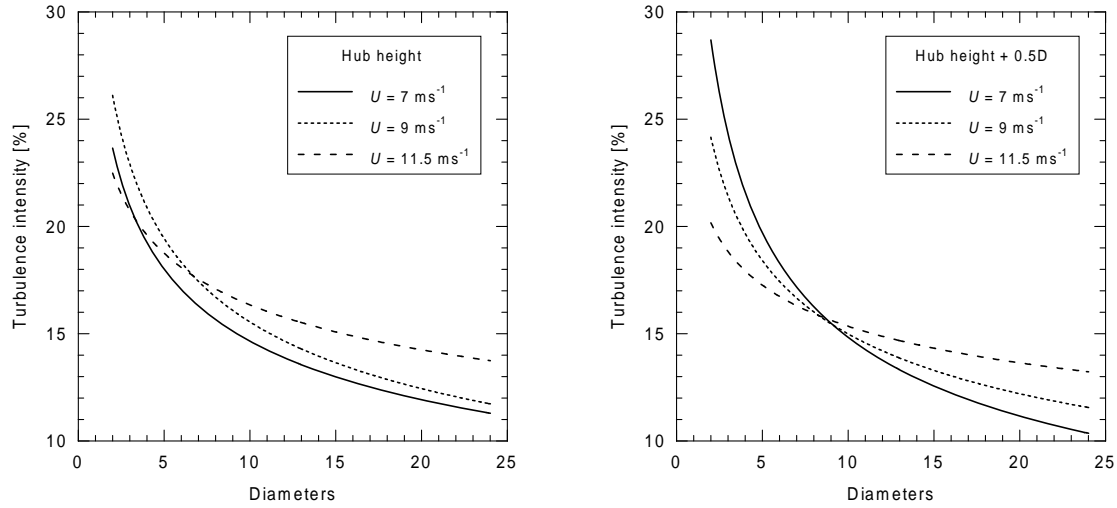 30
25
20
15
10
Turbulence intensity [%]
0 5 10 15 20 25
Diameters
Hub height
U = 7 ms⁻¹
U = 9 ms⁻¹
U = 11.5 ms⁻¹
30
25
20
15
10
Turbulence intensity [%]
0 5 10 15 20 25
Diameters
Hub height + 0.5D
U = 7 ms⁻¹
U = 9 ms⁻¹
U = 11.5 ms⁻¹